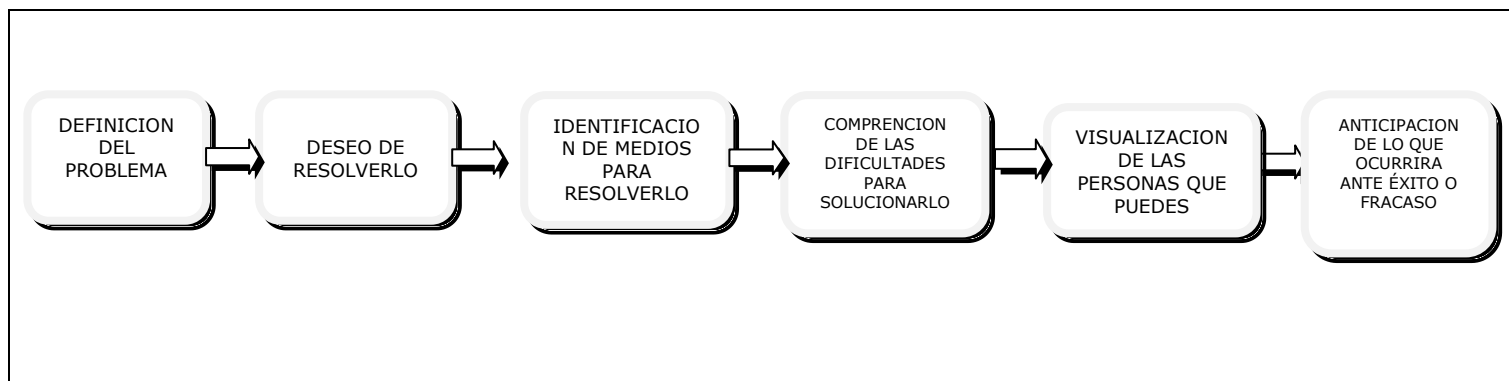 DEFINICION
DEL
PROBLEMA
DESEO DE
RESOLVERLO
IDENTIFICACIO
N DE MEDIOS
PARA
RESOLVERLO
COMPRENCION
DE LAS
DIFICULTADES
PARA
SOLUCIONARLO
VISUALIZACION
DE LAS
PERSONAS QUE
PUEDES
ANTICIPACION
DE LO QUE
OCURRIRA
ANTE ÉXITO O
FRACASO